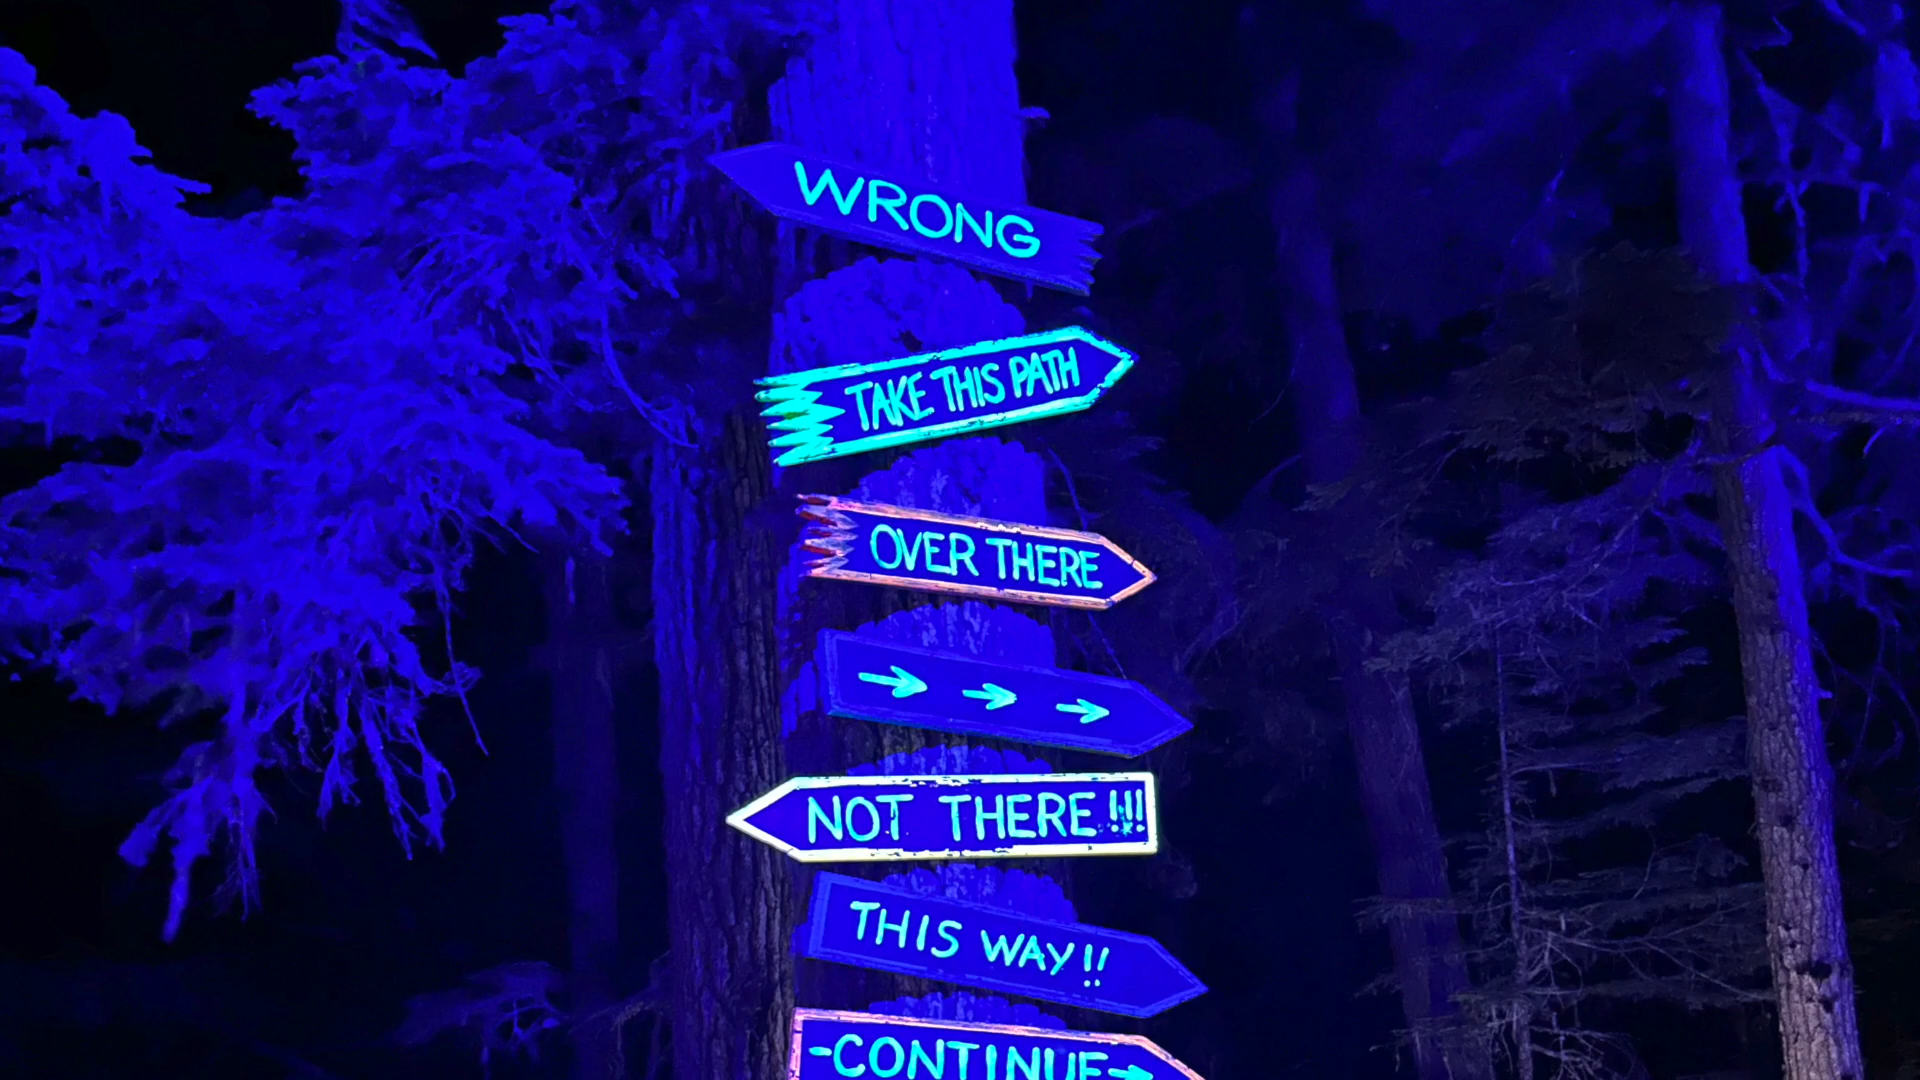 WRONG
TAKE THIS PATH
OVER THERE
→ → →
NOT THERE!!!
THIS WAY!!
-CONTINUE→